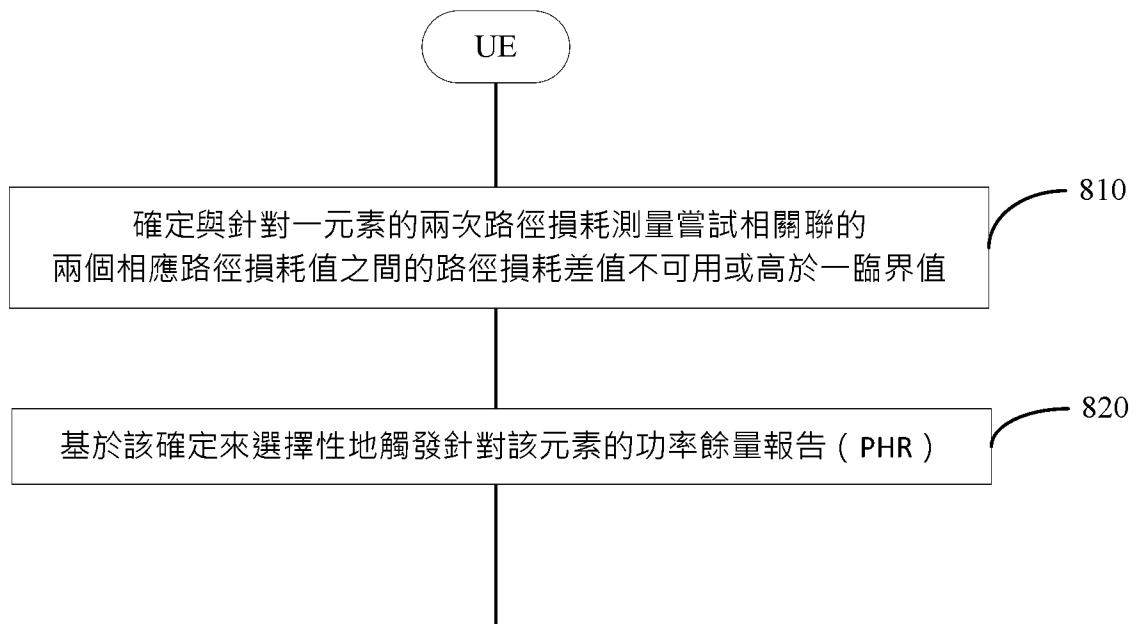 UE
810
確定與針對一元素的兩次路徑損耗測量嘗試相關聯的
兩個相應路徑損耗值之間的路徑損耗差值不可用或高於一臨界值
820
基於該確定來選擇性地觸發針對該元素的功率餘量報告（PHR）